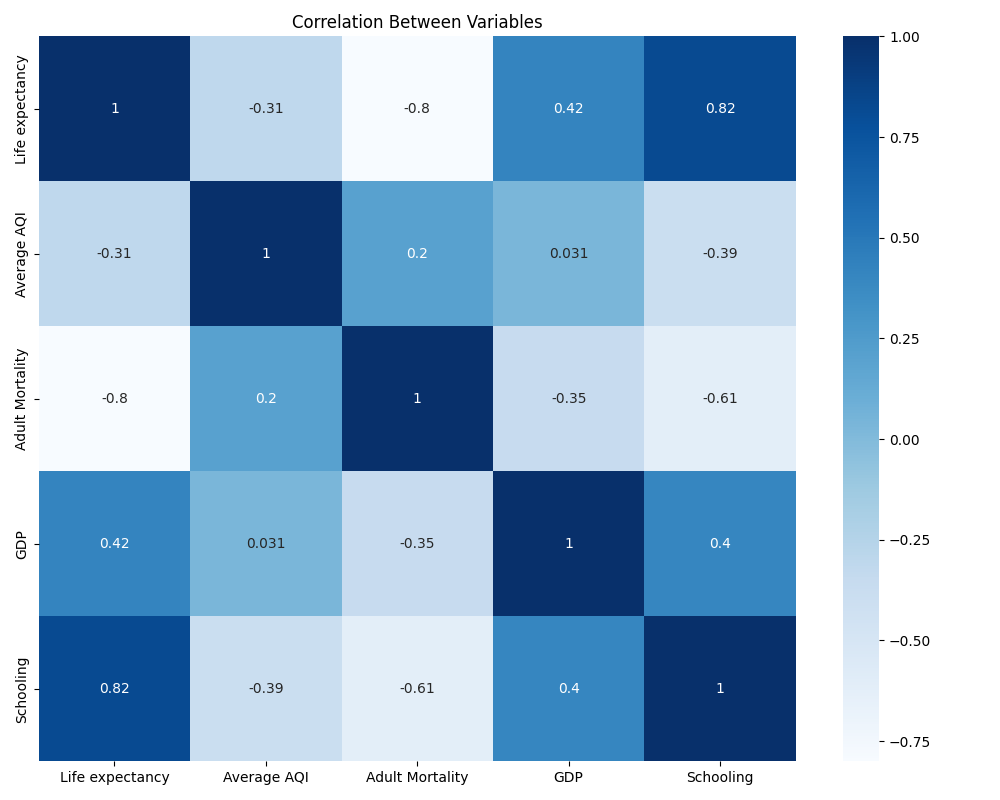 Correlation Between Variables
Life expectancy 1 -0.31 -0.8 0.42 0.82
Average AQI -0.31 1 0.2 0.031 -0.39
Adult Mortality -0.8 0.2 1 -0.35 -0.61
GDP 0.42 0.031 -0.35 1 0.4
Schooling 0.82 -0.39 -0.61 0.4 1
Life expectancy Average AQI Adult Mortality GDP Schooling
1.00
0.75
0.50
0.25
0.00
−0.25
−0.50
−0.75